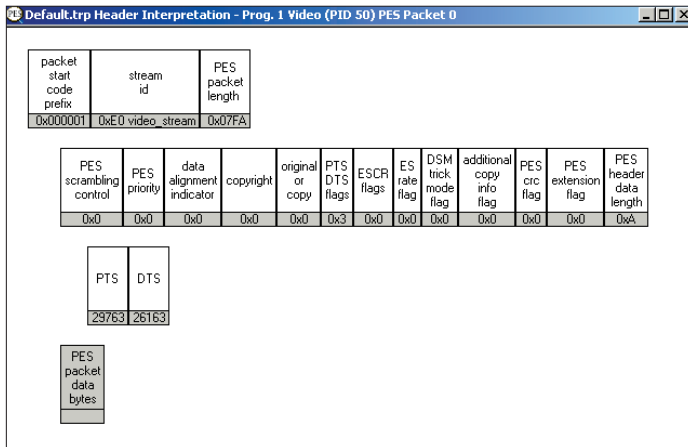 PES Default.trp Header Interpretation - Prog. 1 Video (PID 50) PES Packet 0
packet start code prefix
stream id
PES packet length
0x000001 0xE0 video_stream 0x07FA
PES scrambling control
PES priority
data alignment indicator
copyright
original or copy
PTS DTS flags
ESCR flags
ES rate flag
DSM trick mode flag
additional copy info flag
PES crc flag
PES extension flag
PES header data length
0x0 0x0 0x0 0x0 0x0 0x3 0x0 0x0 0x0 0x0 0x0 0x0 0xA
PTS DTS
29763 26163
PES
packet
data
bytes